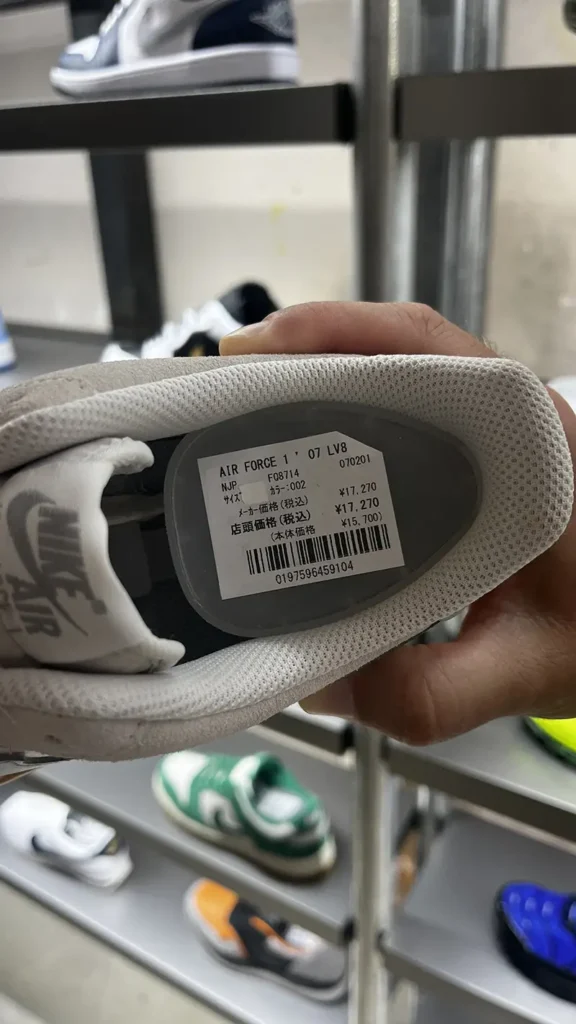 AIR FORCE 1 ' 07 LV8
NJP F08714 070201
サイズ カラー:002
メーカー価格(税込) ¥17,270
店頭価格(税込) ¥17,270
(本体価格 ¥15,700)
0197596459104
NIKE
AIR